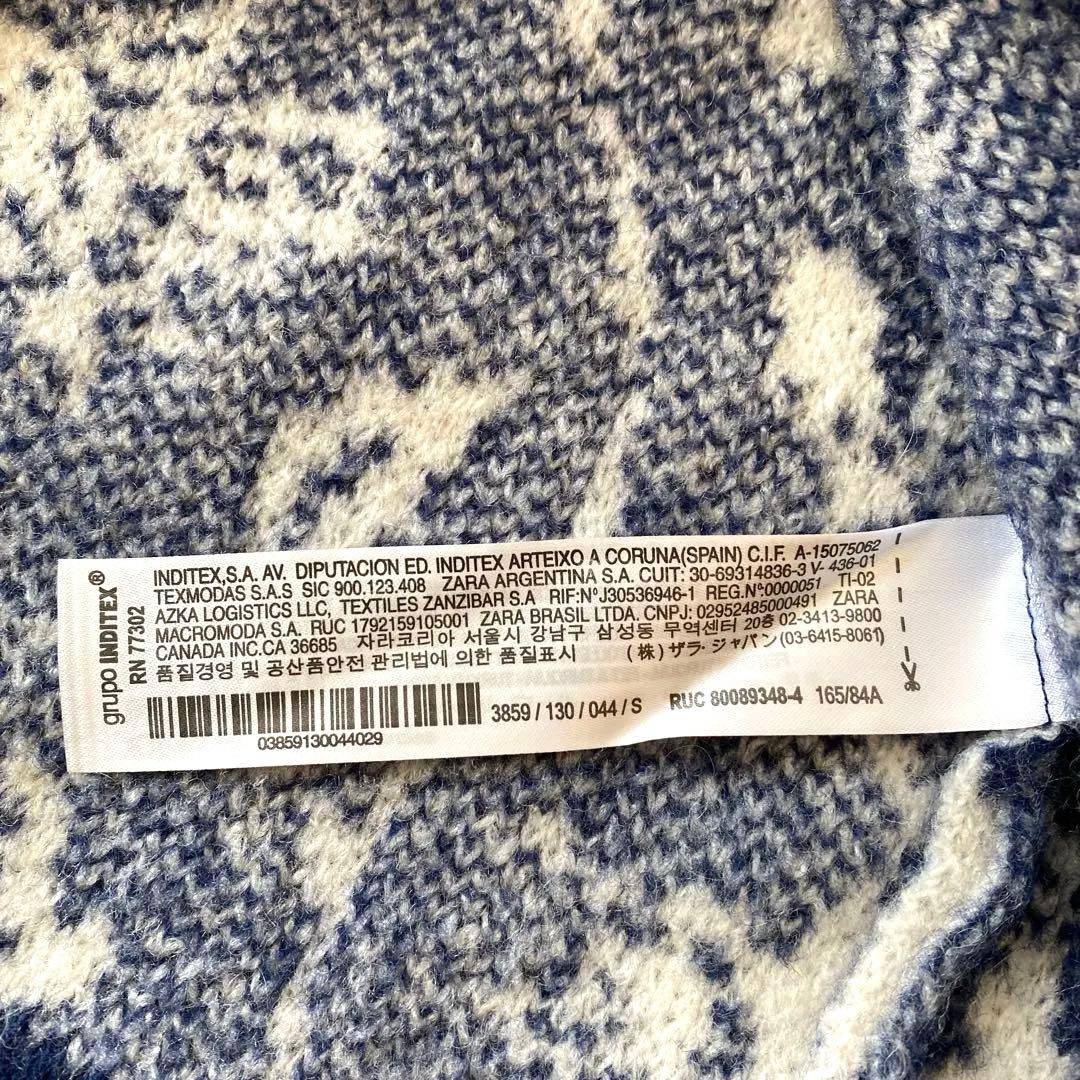 grupo INDITEX®
RN 77302
INDITEX,S.A. AV. DIPUTACION ED. INDITEX ARTEIXO A CORUNA(SPAIN) C.I.F. A-15075062
TEXMODAS S.A.S SIC 900.123.408 ZARA ARGENTINA S.A. CUIT: 30-69314836-3 V- 436-01
AZKA LOGISTICS LLC, TEXTILES ZANZIBAR S.A RIF:NºJ30536946-1 REG.Nº0000051 TI-02
MACROMODA S.A. RUC 1792159105001 ZARA BRASIL LTDA. CNPJ: 02952485000491 ZARA
CANADA INC.CA 36685 자라코리아 서울시 강남구 삼성동 무역센터 20층 02-3413-9800
품질경영 및 공산품안전 관리법에 의한 품질표시 (株) ザラ・ジャパン (03-6415-8061)
3859 / 130 / 044 / S RUC 80089348-4 165/84A
03859130044029